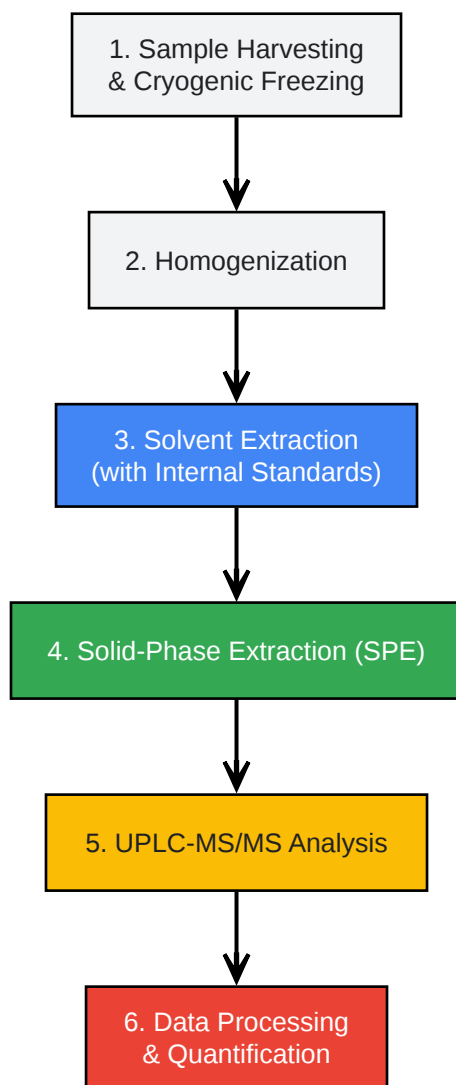 1. Sample Harvesting
& Cryogenic Freezing
2. Homogenization
3. Solvent Extraction
(with Internal Standards)
4. Solid-Phase Extraction (SPE)
5. UPLC-MS/MS Analysis
6. Data Processing
& Quantification